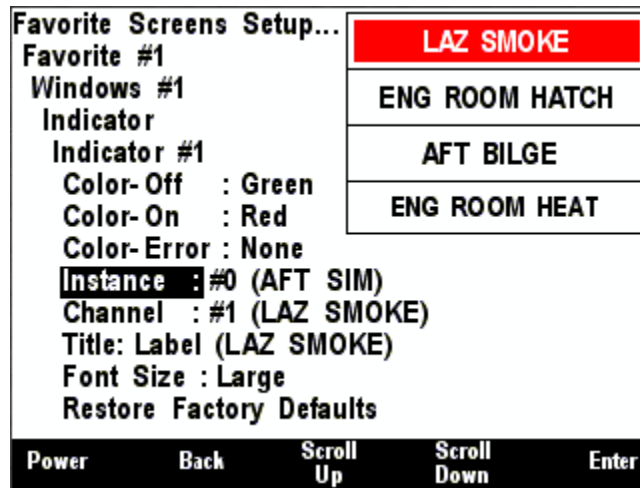 Favorite Screens Setup...
Favorite #1
Windows #1
Indicator
Indicator #1
Color-Off : Green
Color-On : Red
Color-Error : None
Instance : #0 (AFT SIM)
Channel : #1 (LAZ SMOKE)
Title: Label (LAZ SMOKE)
Font Size : Large
Restore Factory Defaults
LAZ SMOKE
ENG ROOM HATCH
AFT BILGE
ENG ROOM HEAT
Power
Back
Scroll
Up
Scroll
Down
Enter